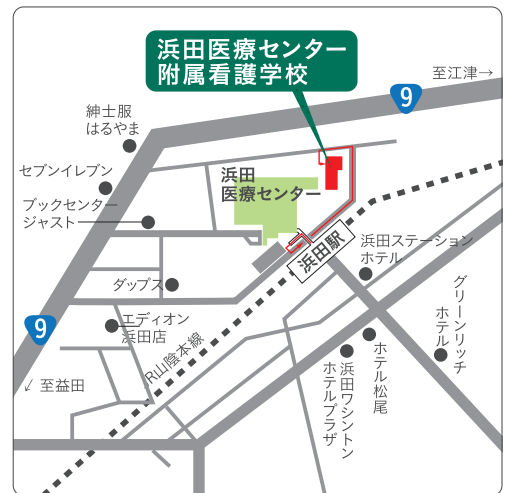 浜田医療センター
附属看護学校
至江津→
9
紳士服
はるやま
セブンイレブン
浜田
医療センター
ブックセンター
ジャスト
浜田駅
浜田ステーション
ホテル
ダップス
グリーンリッチ
ホテル
エディオン
浜田店
9
JR山陰本線
↙ 至益田
ホテル松尾
浜田ワシントン
ホテルプラザ